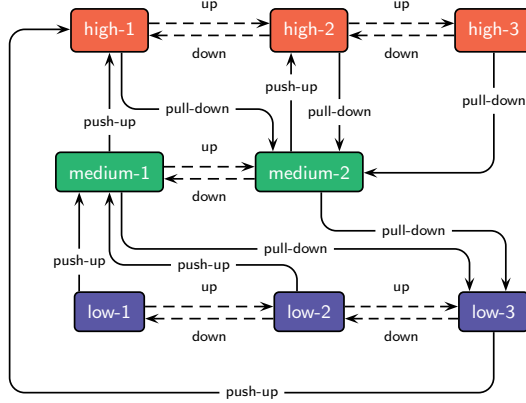 up
up
high-1
high-2
high-3
down
down
pull-down
pull-down
pull-down
push-up
push-up
up
medium-1
medium-2
down
pull-down
pull-down
push-up
push-up
up
up
low-1
low-2
low-3
down
down
push-up